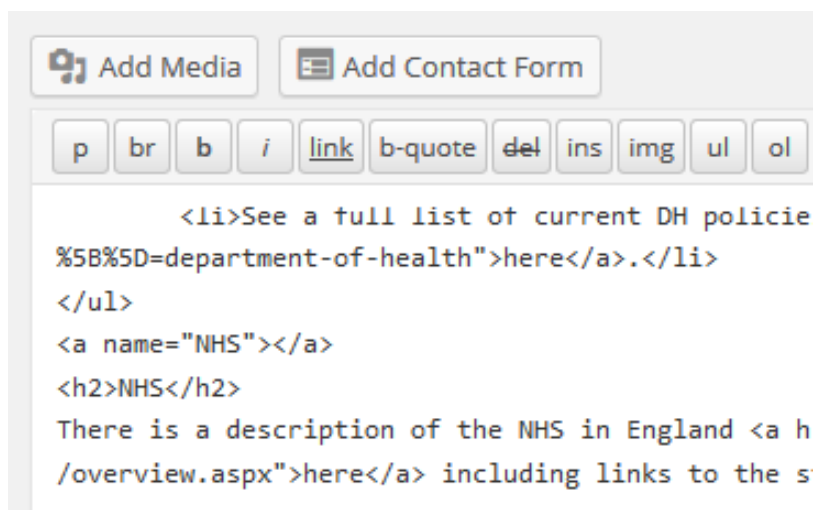 Add Media Add Contact Form
p br b i link b-quote del ins img ul ol
<li>See a full list of current DH policie
%5B%5D=department-of-health">here</a>.</li>
</ul>
<a name="NHS"></a>
<h2>NHS</h2>
There is a description of the NHS in England <a h
/overview.aspx">here</a> including links to the s